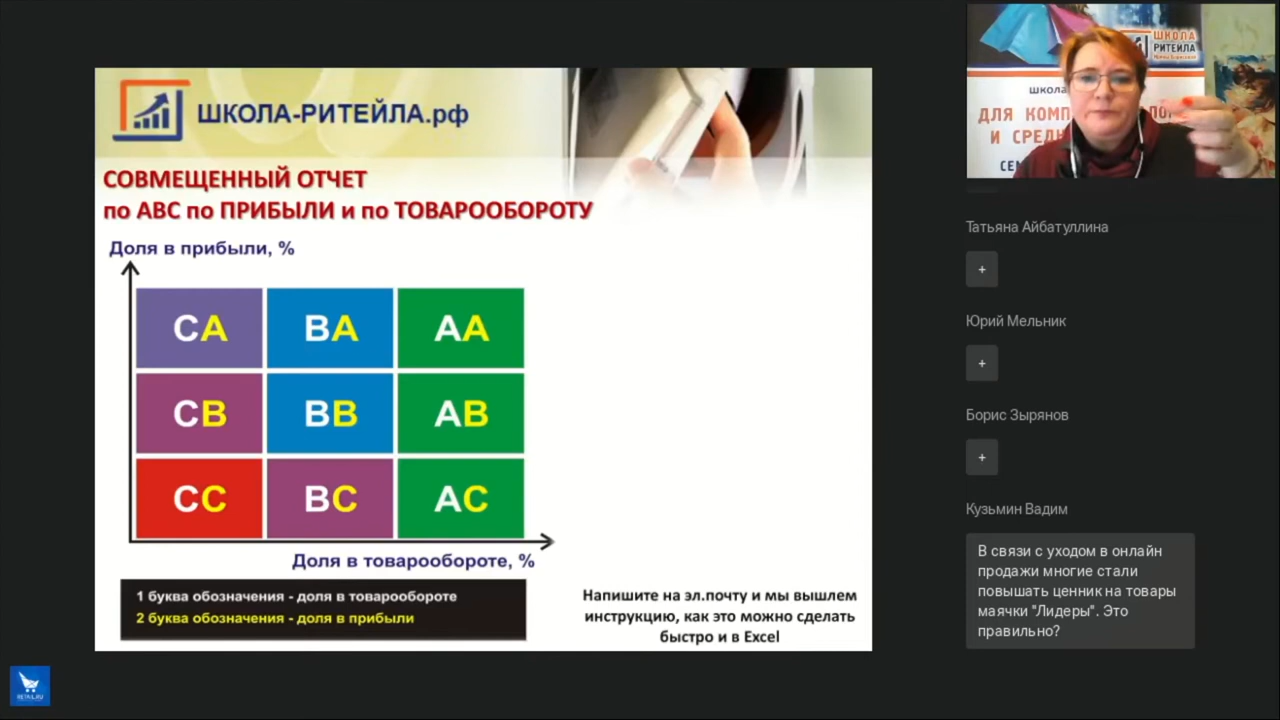 ШКОЛА-РИТЕЙЛА.рф
СОВМЕЩЕННЫЙ ОТЧЕТ
по АВС по ПРИБЫЛИ и по ТОВАРООБОРОТУ
Доля в прибыли, %
CA BA AA
CB BB AB
CC BC AC
Доля в товарообороте, %
1 буква обозначения - доля в товарообороте
2 буква обозначения - доля в прибыли
Напишите на эл.почту и мы вышлем
инструкцию, как это можно сделать
быстро и в Excel
RETAIL.RU
ШКОЛА
РИТЕЙЛА
ДЛЯ
И
Татьяна Айбатуллина
+
Юрий Мельник
+
Борис Зырянов
+
Кузьмин Вадим
В связи с уходом в онлайн
продажи многие стали
повышать ценник на товары
маячки "Лидеры". Это
правильно?